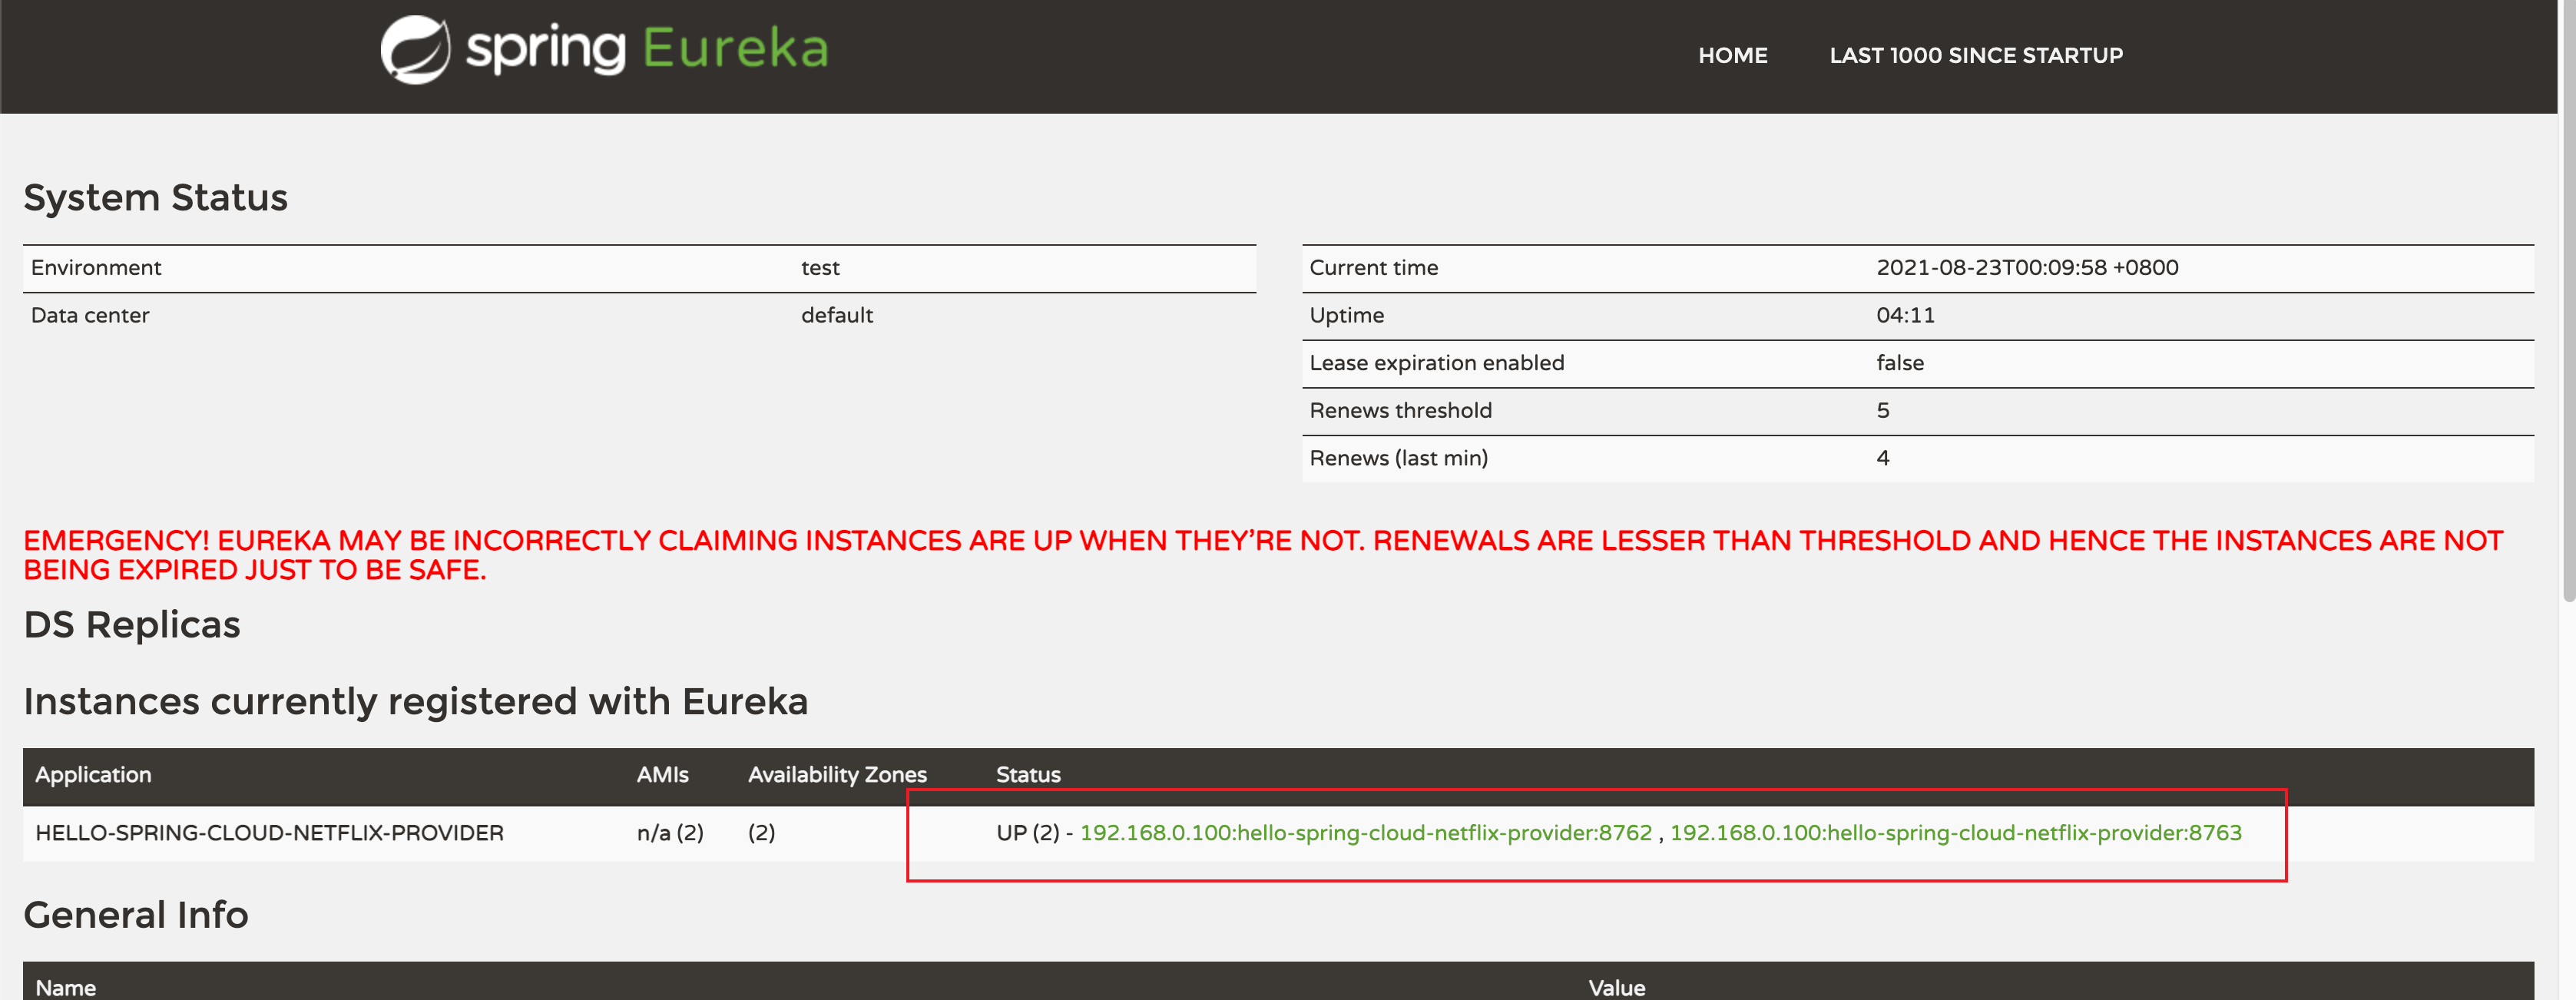 spring Eureka
HOME LAST 1000 SINCE STARTUP
System Status
Environment test
Data center default
Current time 2021-08-23T00:09:58 +0800
Uptime 04:11
Lease expiration enabled false
Renews threshold 5
Renews (last min) 4
EMERGENCY! EUREKA MAY BE INCORRECTLY CLAIMING INSTANCES ARE UP WHEN THEY’RE NOT. RENEWALS ARE LESSER THAN THRESHOLD AND HENCE THE INSTANCES ARE NOT
BEING EXPIRED JUST TO BE SAFE.
DS Replicas
Instances currently registered with Eureka
Application AMIs Availability Zones Status
HELLO-SPRING-CLOUD-NETFLIX-PROVIDER n/a (2) (2) UP (2) - 192.168.0.100:hello-spring-cloud-netflix-provider:8762 , 192.168.0.100:hello-spring-cloud-netflix-provider:8763
General Info
Name Value